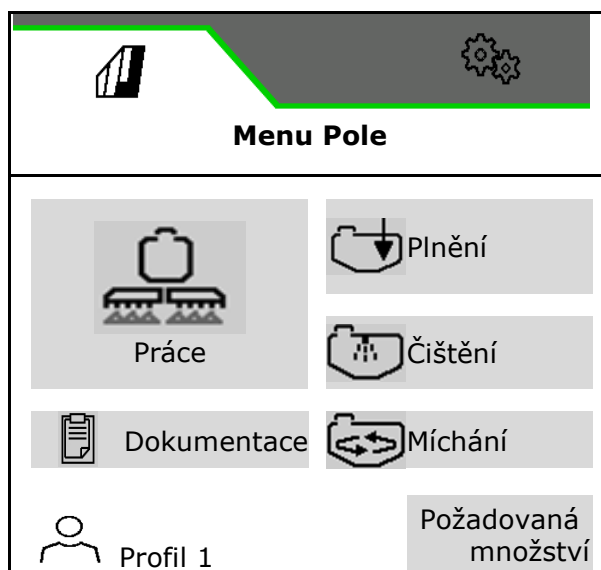 Menu Pole
Plnění
Práce
Čištění
Dokumentace
Míchání
Profil 1
Požadovaná
množství